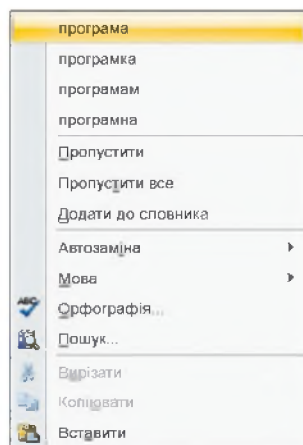 програма
програмка
програмам
програмна
Пропустити
Пропустити все
Додати до словника
Автозаміна
Мова
Орфографія...
Пошук...
Вирізати
Копіювати
Вставити